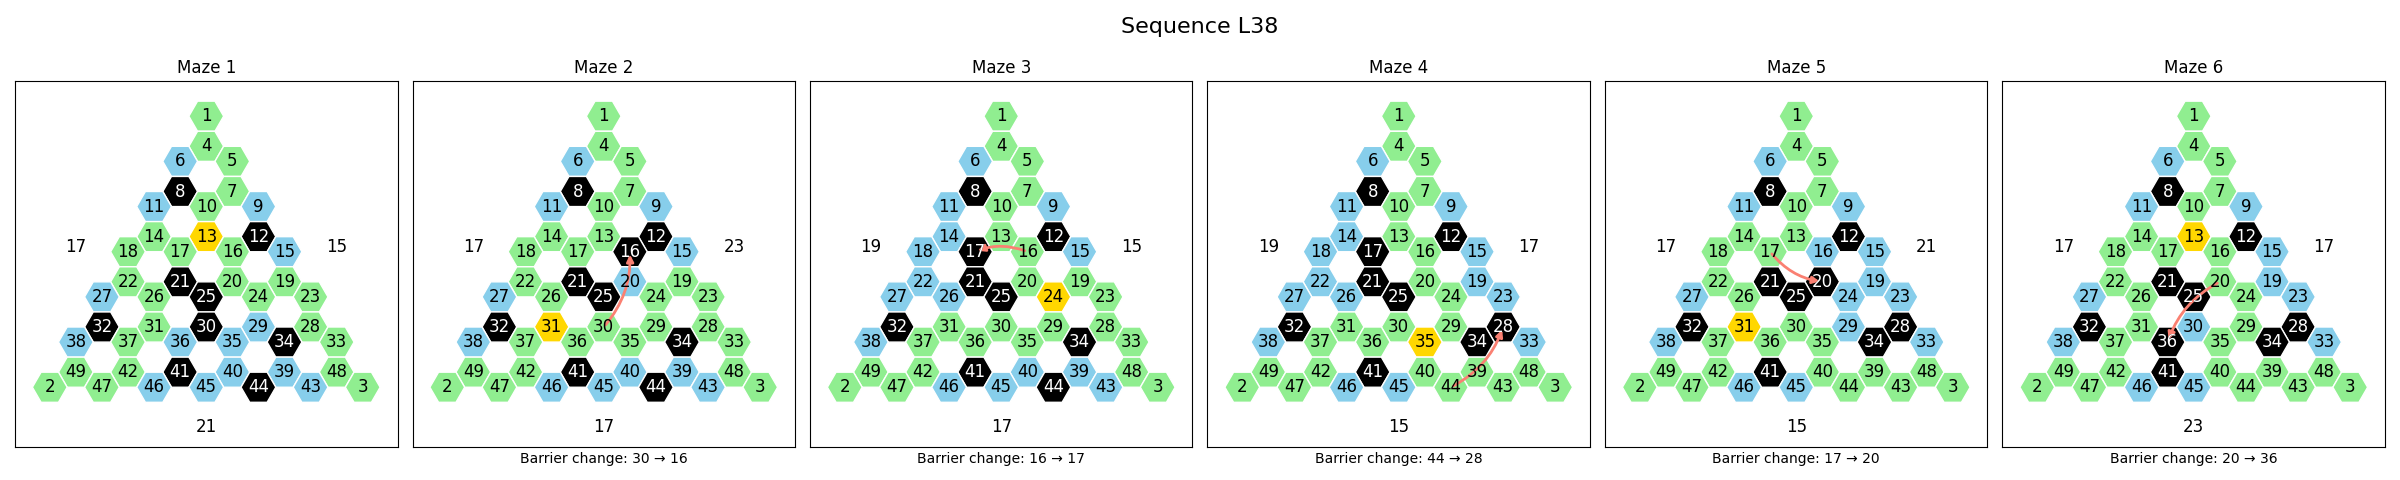 Sequence L38
Maze 1 Maze 2 Maze 3 Maze 4 Maze 5 Maze 6
1 1 1 1 1 1
4 4 4 4 4 4
6 5 6 5 6 5 6 5 6 5 6 5
8 7 8 7 8 7 8 7 8 7 8 7
11 10 9 11 10 9 11 10 9 11 10 9 11 10 9 11 10 9
14 13 12 14 13 12 14 13 12 14 13 12 14 13 12 14 13 12
17 18 17 16 15 15 17 18 17 16 15 23 19 18 17 16 15 15 19 18 17 16 15 17 17 18 17 16 15 21 17 18 17 16 15 17
22 21 20 19 22 21 20 19 22 21 20 19 22 21 20 19 22 21 20 19 22 21 20 19
27 26 25 24 23 27 26 25 24 23 27 26 25 24 23 27 26 25 24 23 27 26 25 24 23 27 26 25 24 23
32 31 30 29 28 32 31 30 29 28 32 31 30 29 28 32 31 30 29 28 32 31 30 29 28 32 31 30 29 28
38 37 36 35 34 33 38 37 36 35 34 33 38 37 36 35 34 33 38 37 36 35 34 33 38 37 36 35 34 33 38 37 36 35 34 33
49 42 41 40 39 48 49 42 41 40 39 48 49 42 41 40 39 48 49 42 41 40 39 48 49 42 41 40 39 48 49 42 41 40 39 48
2 47 46 45 44 43 3 2 47 46 45 44 43 3 2 47 46 45 44 43 3 2 47 46 45 44 43 3 2 47 46 45 44 43 3 2 47 46 45 44 43 3
21 17 17 15 15 23
Barrier change: 30 → 16 Barrier change: 16 → 17 Barrier change: 44 → 28 Barrier change: 17 → 20 Barrier change: 20 → 36